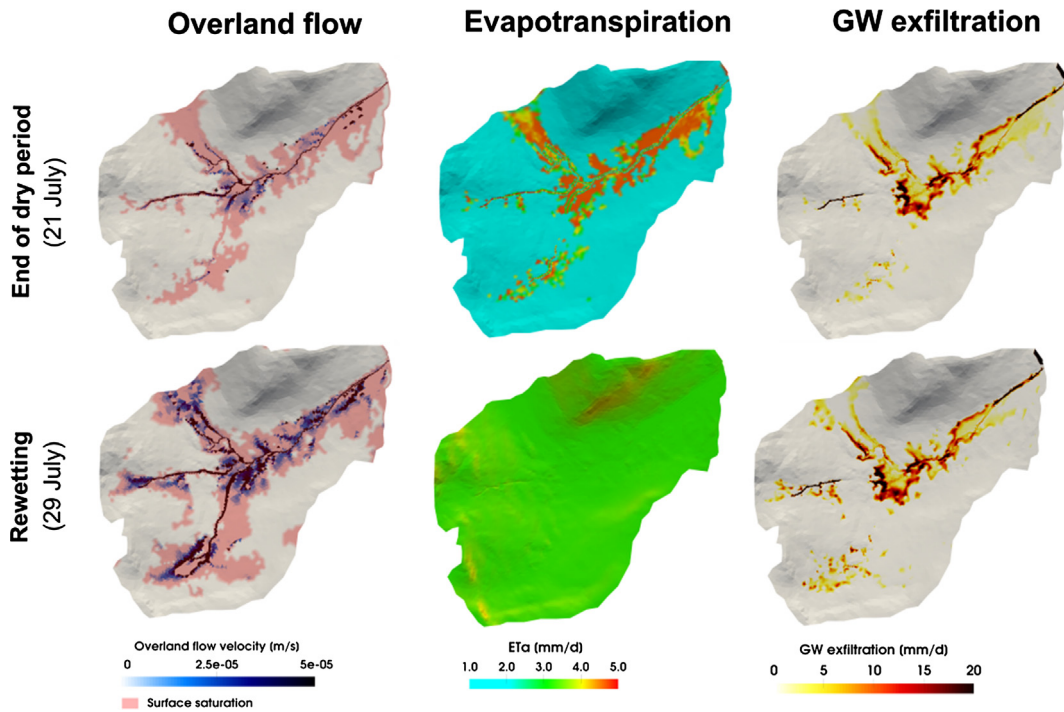 Overland flow
Evapotranspiration
GW exfiltration
End of dry period
(21 July)
Rewetting
(29 July)
Overland flow velocity (m/s)
0 2.5e-05 5e-05
Surface saturation
ETa [mm/d]
1.0 2.0 3.0 4.0 5.0
GW exfiltration (mm/d)
0 5 10 15 20